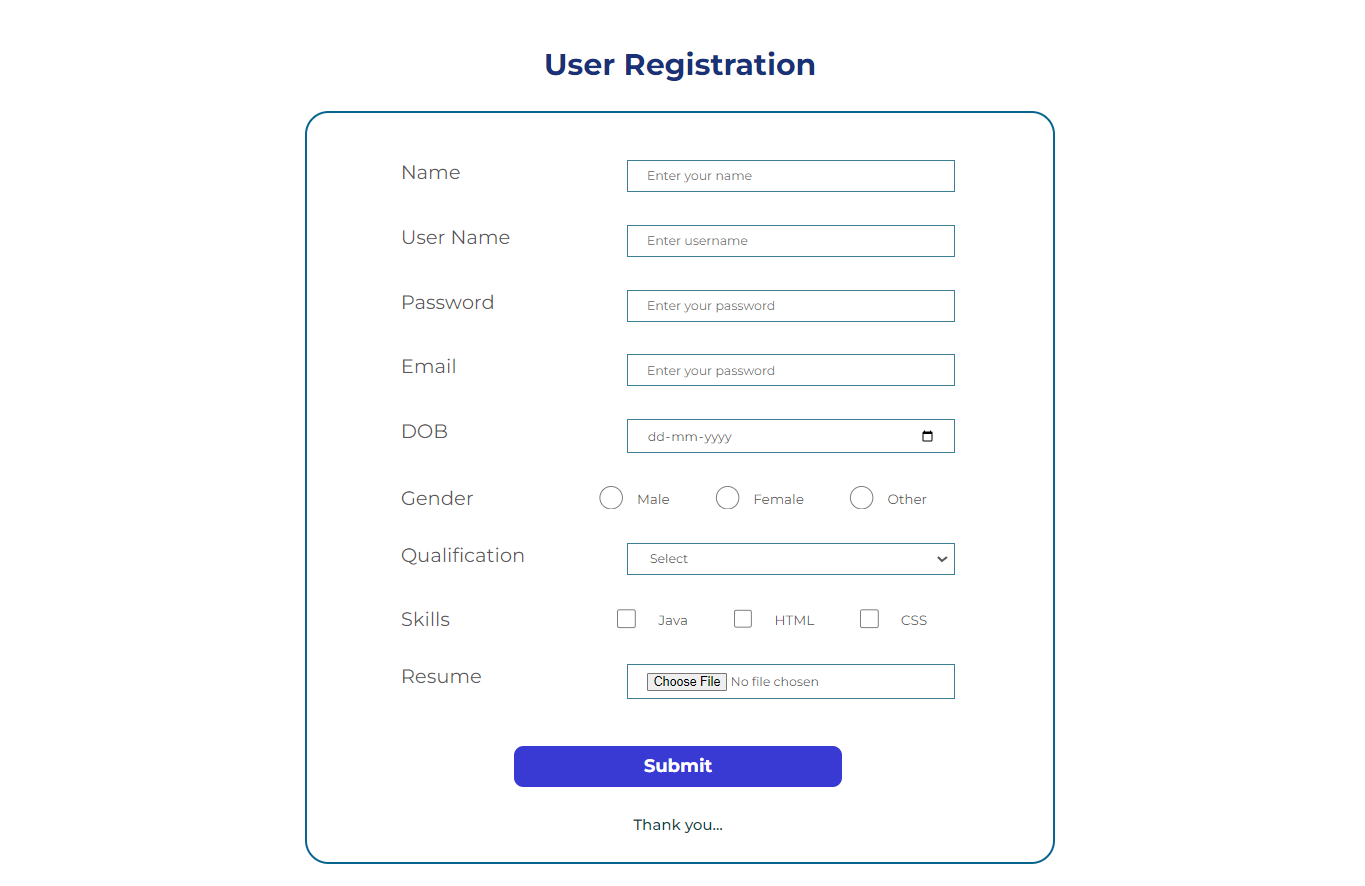 User Registration
Name Enter your name
User Name Enter username
Password Enter your password
Email Enter your password
DOB dd-mm-yyyy
Gender Male Female Other
Qualification Select
Skills Java HTML CSS
Resume Choose File No file chosen
Submit
Thank you...